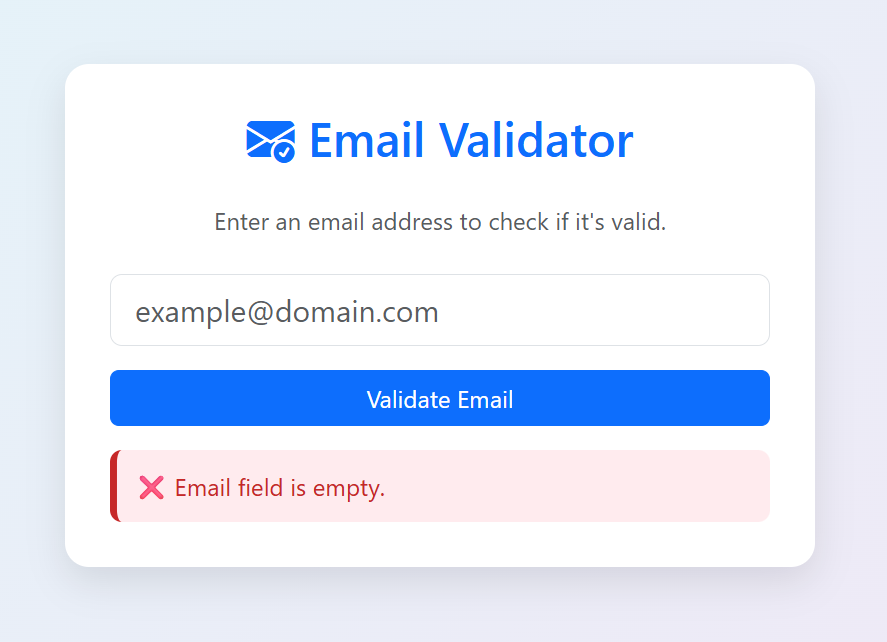 Email Validator
Enter an email address to check if it's valid.
example@domain.com
Validate Email
❌ Email field is empty.